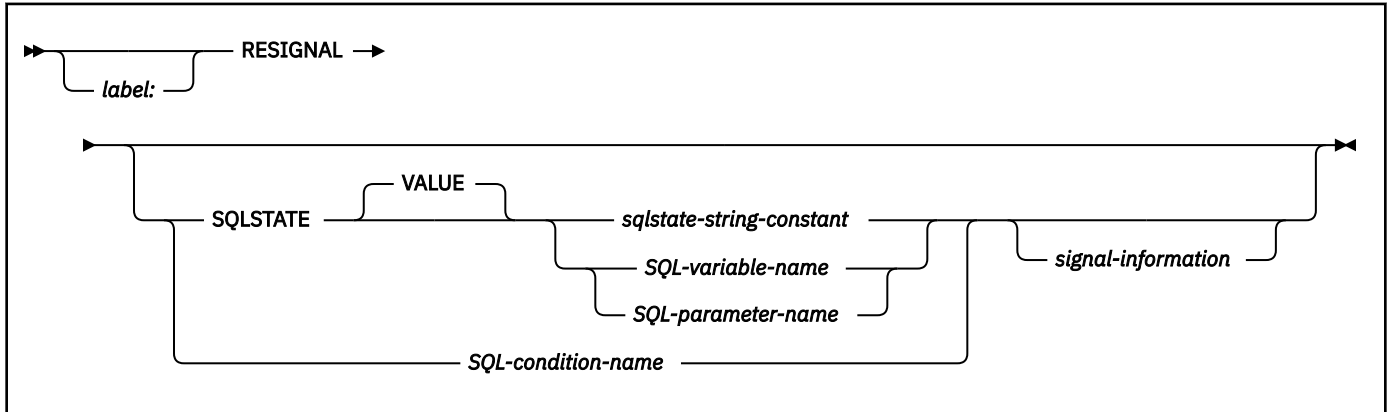 RESIGNAL
label:
VALUE
SQLSTATE
sqlstate-string-constant
SQL-variable-name
signal-information
SQL-parameter-name
SQL-condition-name